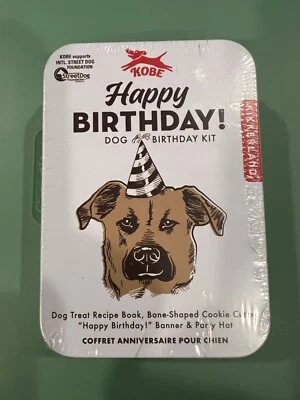 KOBE supports
INTL. STREET DOG
FOUNDATION
StreetDog
KOBE
Happy
BIRTHDAY!
DOG BIRTHDAY KIT
KIKKERLAND
Dog Treat Recipe Book, Bone-Shaped Cookie Cutter
"Happy Birthday!" Banner & Party Hat
COFFRET ANNIVERSAIRE POUR CHIEN